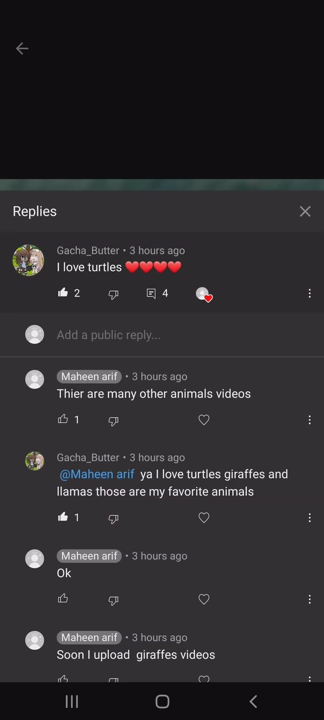 Replies
Gacha_Butter • 3 hours ago
I love turtles ❤️❤️❤️❤️
2
4
Add a public reply...
Maheen arif • 3 hours ago
Thier are many other animals videos
1
Gacha_Butter • 3 hours ago
@Maheen arif ya I love turtles giraffes and
llamas those are my favorite animals
1
Maheen arif • 3 hours ago
Ok
Maheen arif • 3 hours ago
Soon I upload  giraffes videos